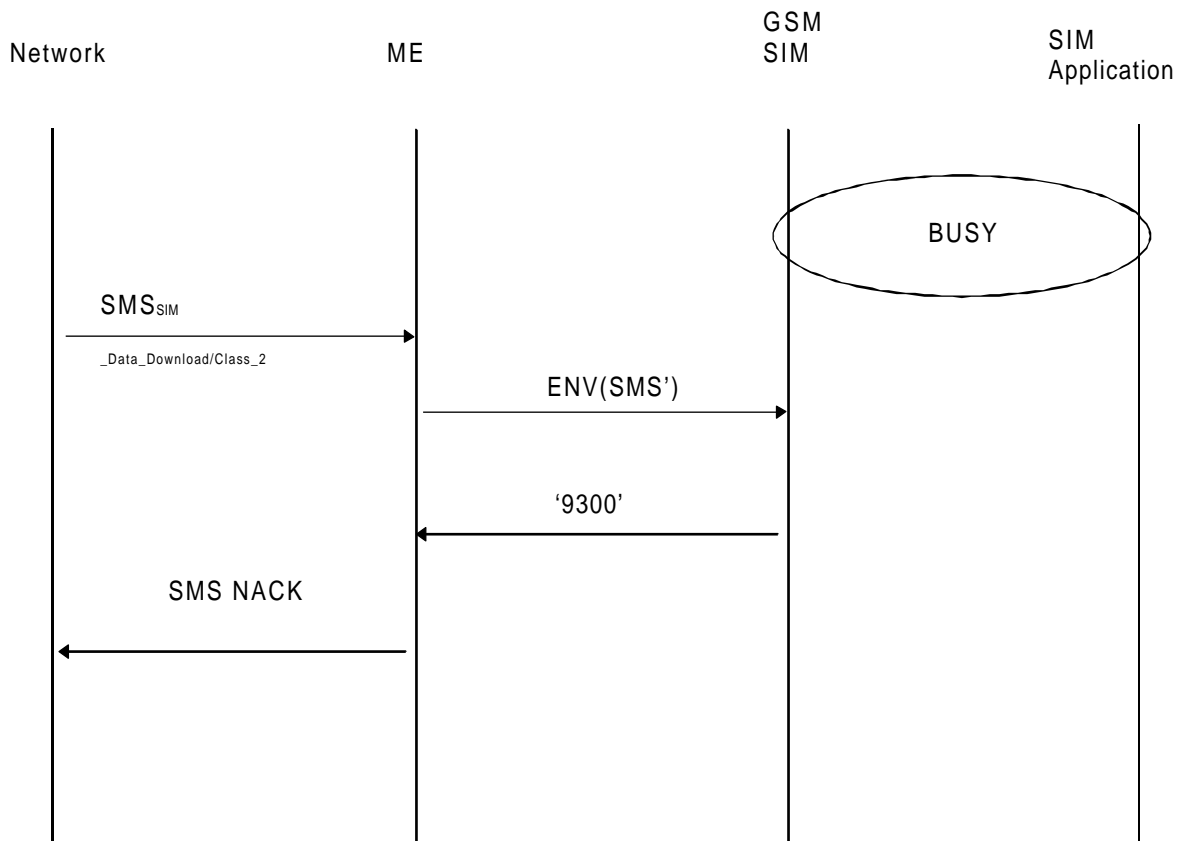 Network
ME
GSM
SIM
SIM
Application
BUSY
SMSSIM
_Data_Download/Class_2
ENV(SMS')
‘9300’
SMS NACK